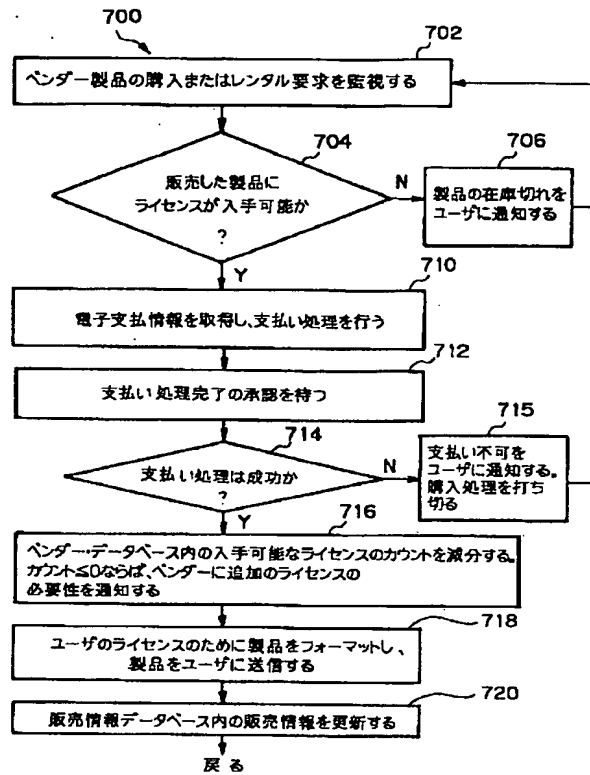 700
702
ベンダー製品の購入またはレンタル要求を監視する
704
販売した製品に
ライセンスが入手可能か
?
N
706
製品の在庫切れを
ユーザに通知する
Y
710
電子支払情報を取得し、支払い処理を行う
712
支払い処理完了の承認を待つ
714
支払い処理は成功か
?
N
715
支払い不可を
ユーザに通知する。
購入処理を打ち
切る
Y
716
ベンダー・データベース内の入手可能なライセンスのカウントを減分する。
カウント≦0ならば、ベンダーに追加のライセンスの
必要性を通知する
718
ユーザのライセンスのために製品をフォーマットし、
製品をユーザに送信する
720
販売情報データベース内の販売情報を更新する
戻る